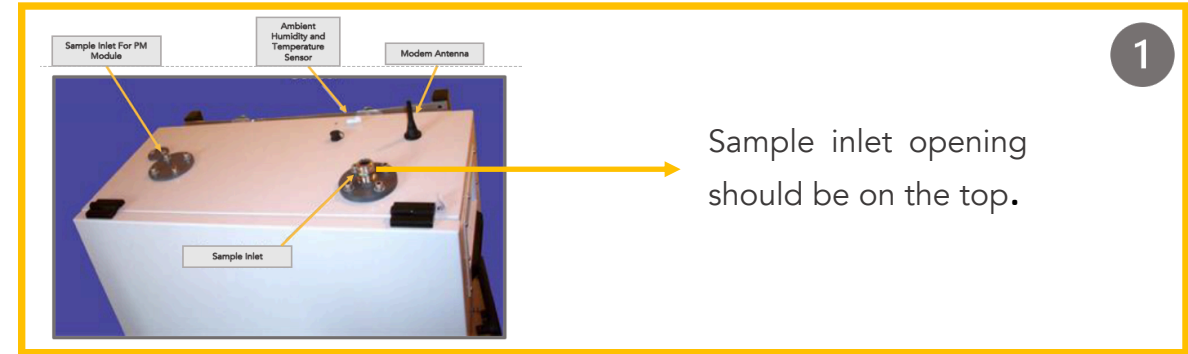 Sample Inlet For PM
Module
Ambient
Humidity and
Temperature
Sensor
Modem Antenna
1
Sample inlet opening
should be on the top.
Sample Inlet